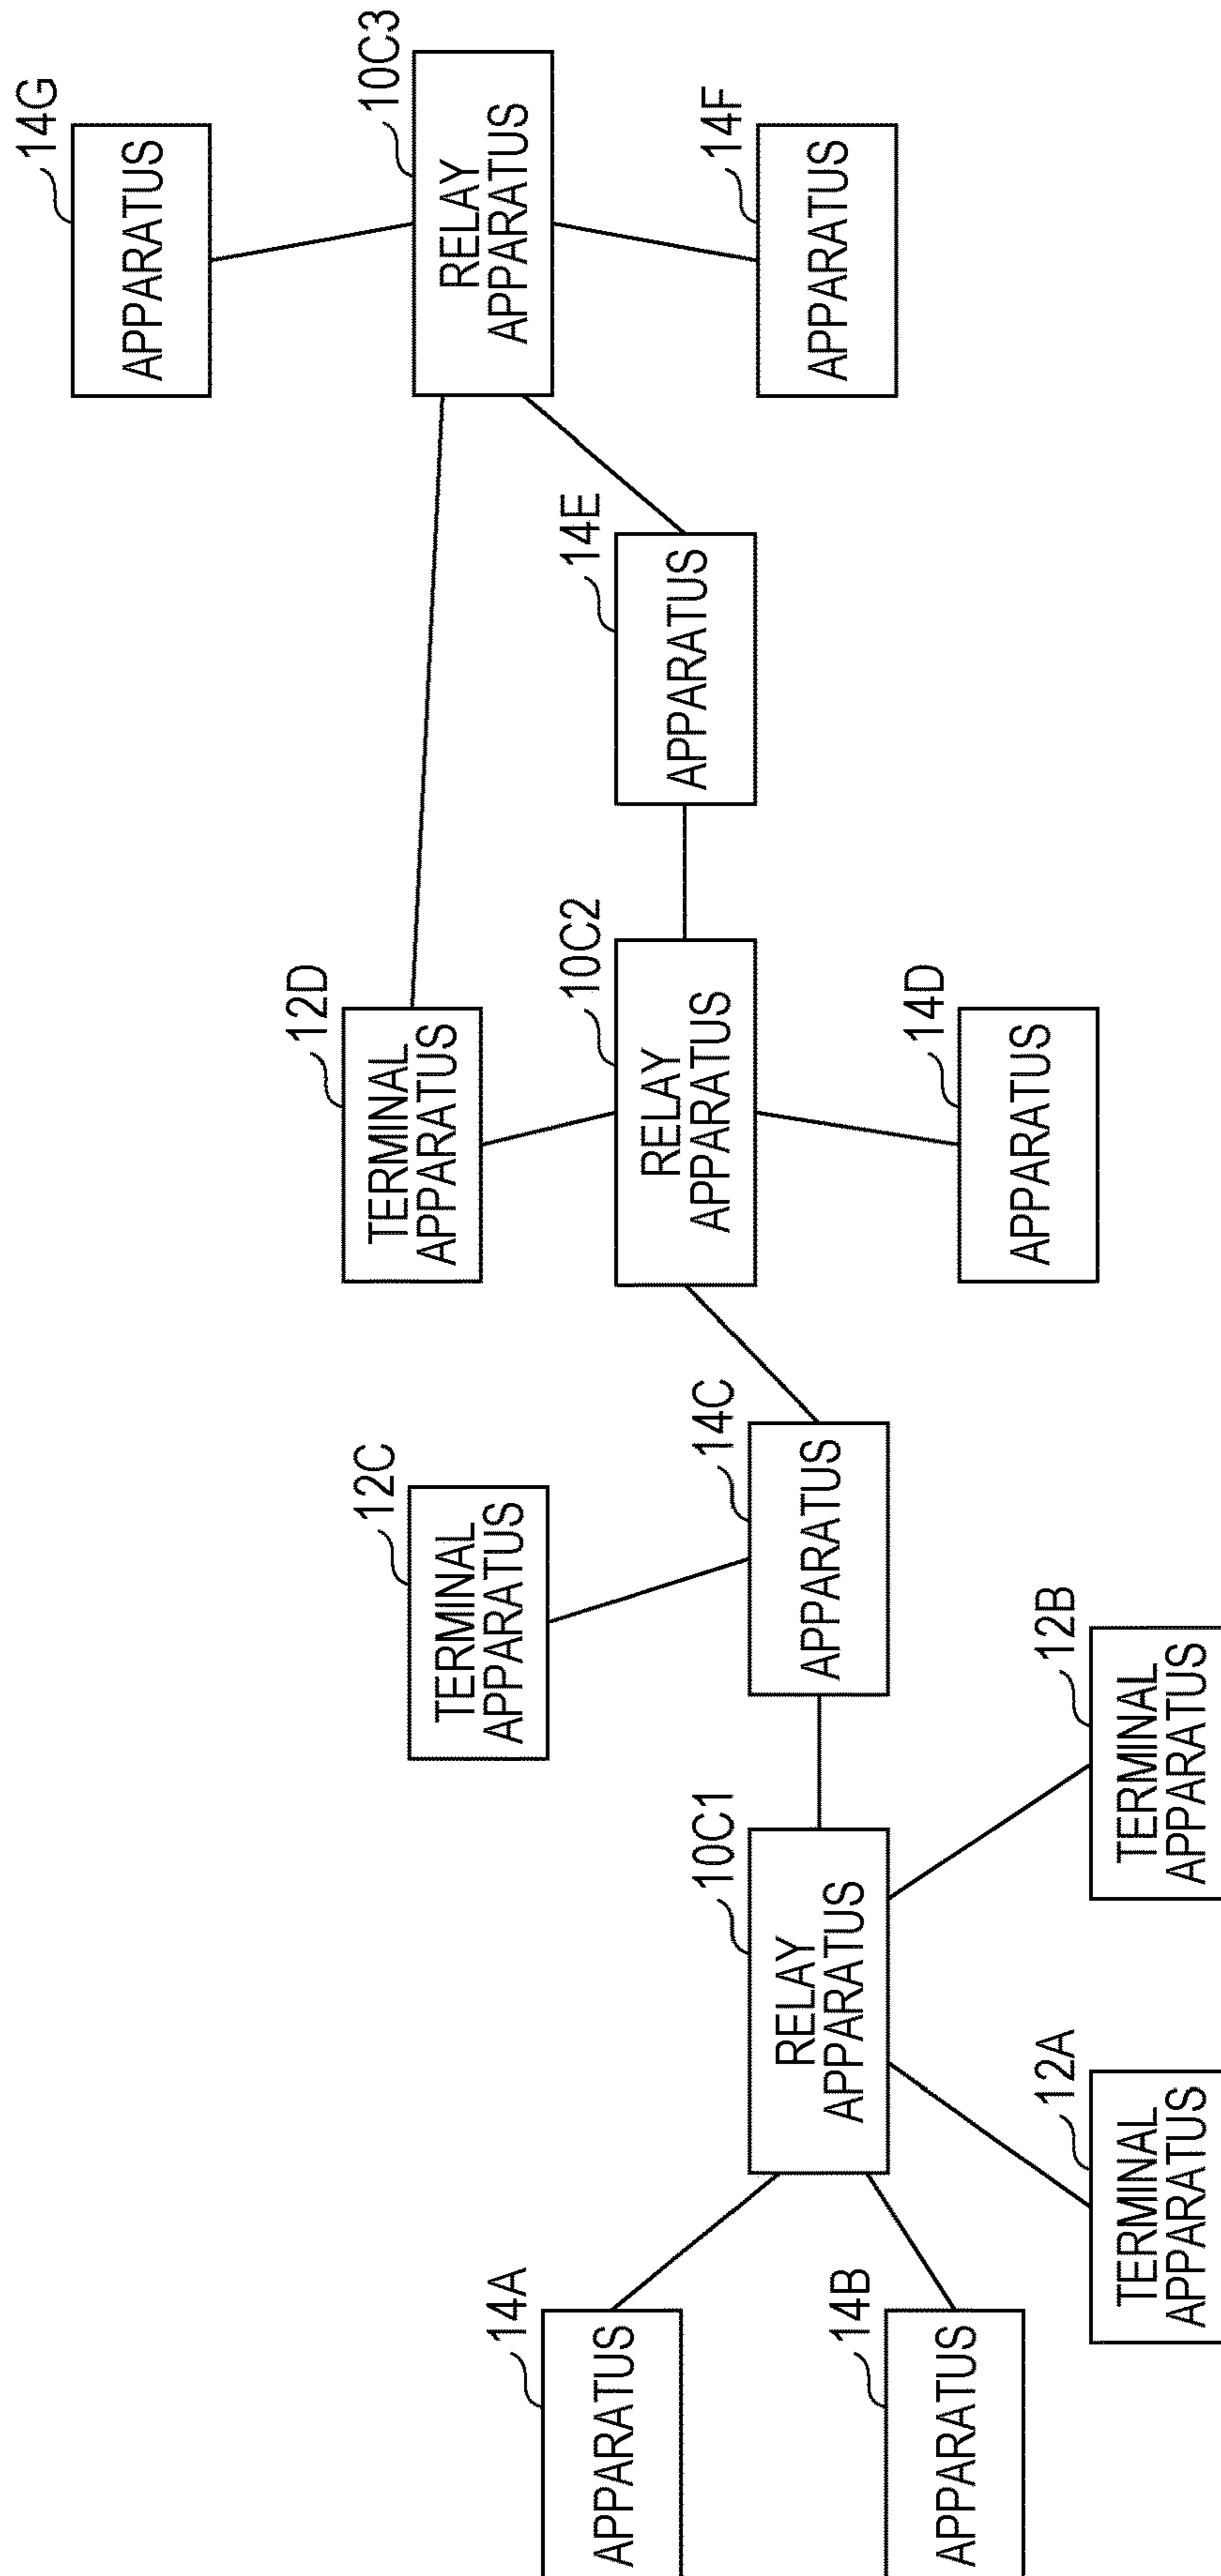 14A
APPARATUS
14B
APPARATUS
10C1
RELAY
APPARATUS
12A
TERMINAL
APPARATUS
12B
TERMINAL
APPARATUS
12C
TERMINAL
APPARATUS
14C
APPARATUS
12D
TERMINAL
APPARATUS
10C2
RELAY
APPARATUS
14D
APPARATUS
14E
APPARATUS
14G
APPARATUS
10C3
RELAY
APPARATUS
14F
APPARATUS